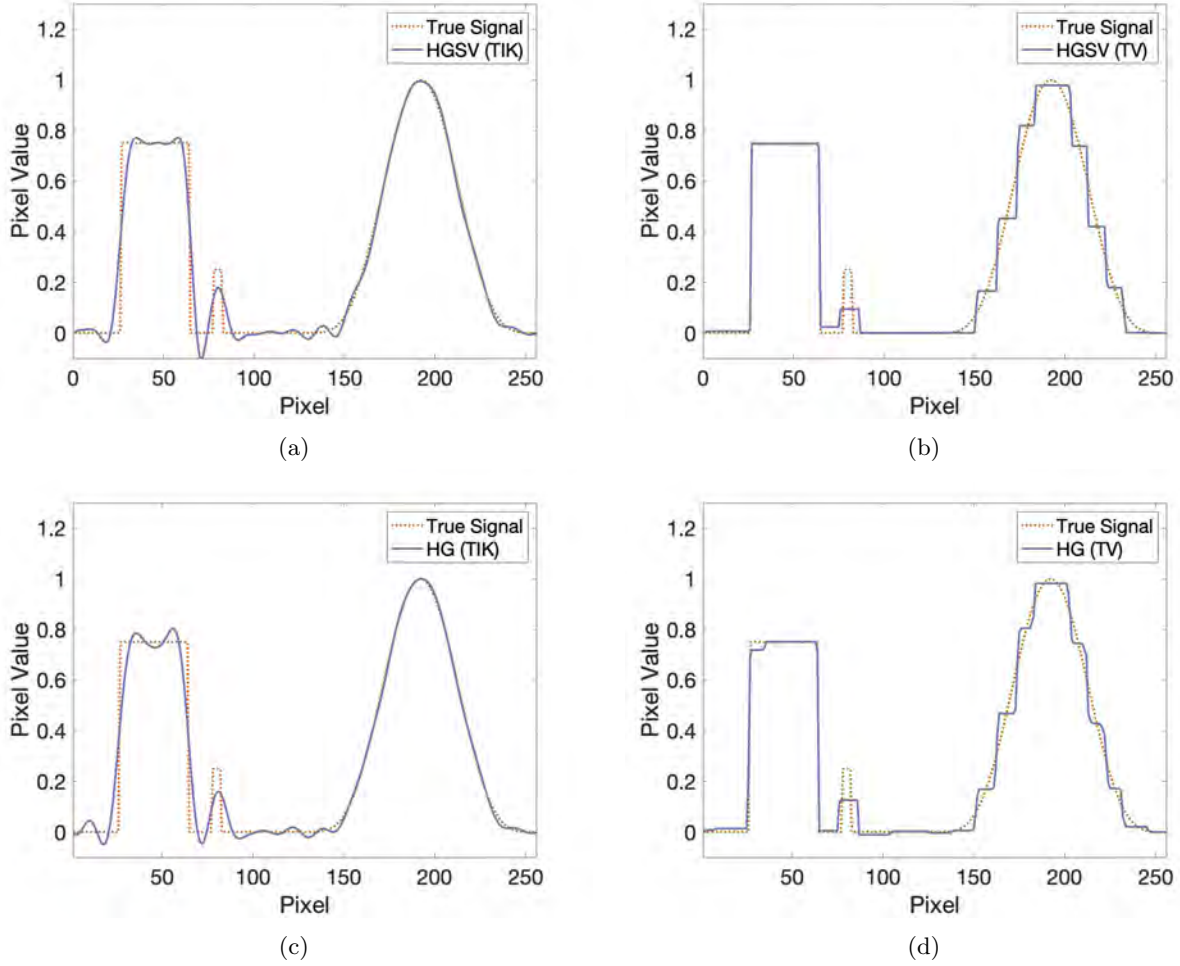 1.2
1
0.8
0.6
0.4
0.2
0
Pixel Value
True Signal
HGSV (TIK)
0 50 100 150 200 250
Pixel
(a)
1.2
1
0.8
0.6
0.4
0.2
0
Pixel Value
True Signal
HGSV (TV)
0 50 100 150 200 250
Pixel
(b)
1.2
1
0.8
0.6
0.4
0.2
0
Pixel Value
True Signal
HG (TIK)
50 100 150 200 250
Pixel
(c)
1.2
1
0.8
0.6
0.4
0.2
0
Pixel Value
True Signal
HG (TV)
50 100 150 200 250
Pixel
(d)